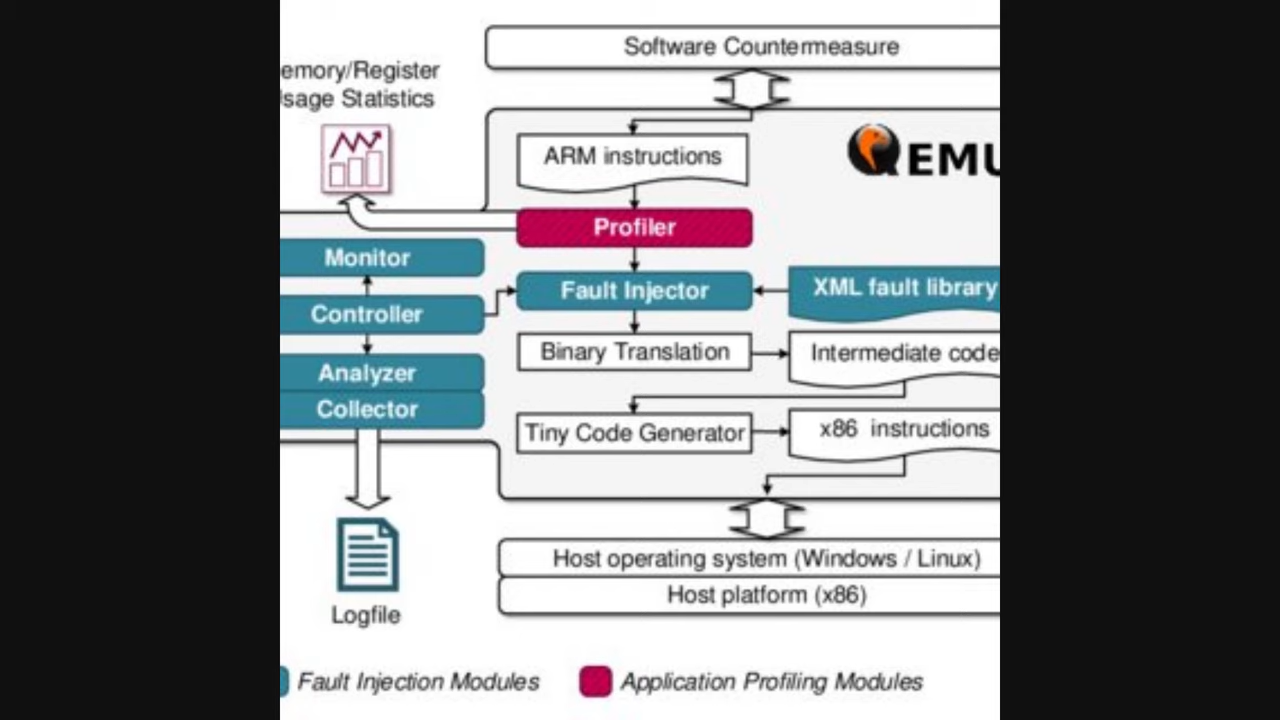 Software Countermeasure
emory/Register
sage Statistics
ARM instructions
QEMU
Profiler
Monitor
Fault Injector
XML fault library
Controller
Binary Translation
Intermediate code
Analyzer
Collector
Tiny Code Generator
x86 instructions
Host operating system (Windows / Linux)
Host platform (x86)
Logfile
Fault Injection Modules
Application Profiling Modules